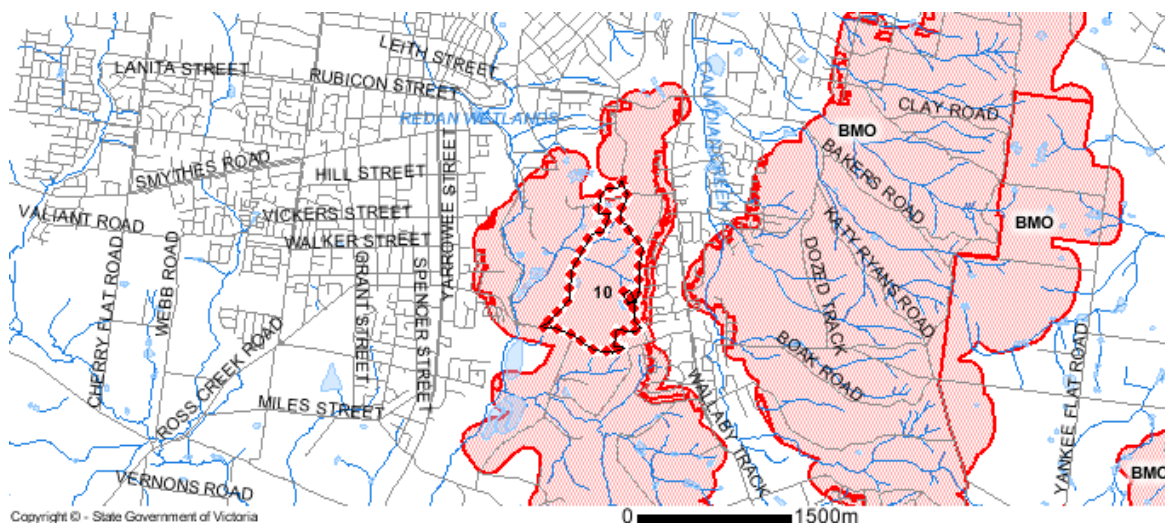 LEITH STREET
LANITA STREET
RUBICON STREET
CANADIAN CREEK
CLAY ROAD
REDAN WETLANDS
BMO
BAKERS ROAD
SMYTHES ROAD
HILL STREET
YARROWEE STREET
VALIANT ROAD
VICKERS STREET
KATY RYANS ROAD
BMO
WALKER STREET
DOZED TRACK
CHERRY FLAT ROAD
WEBB ROAD
GRANT STREET
SPENCER STREET
10
ROSS CREEK ROAD
BOAK ROAD
YANKEE FLAT ROAD
MILES STREET
WALLABY TRACK
BMO
VERNONS ROAD
Copyright © - State Government of Victoria
0 1500m